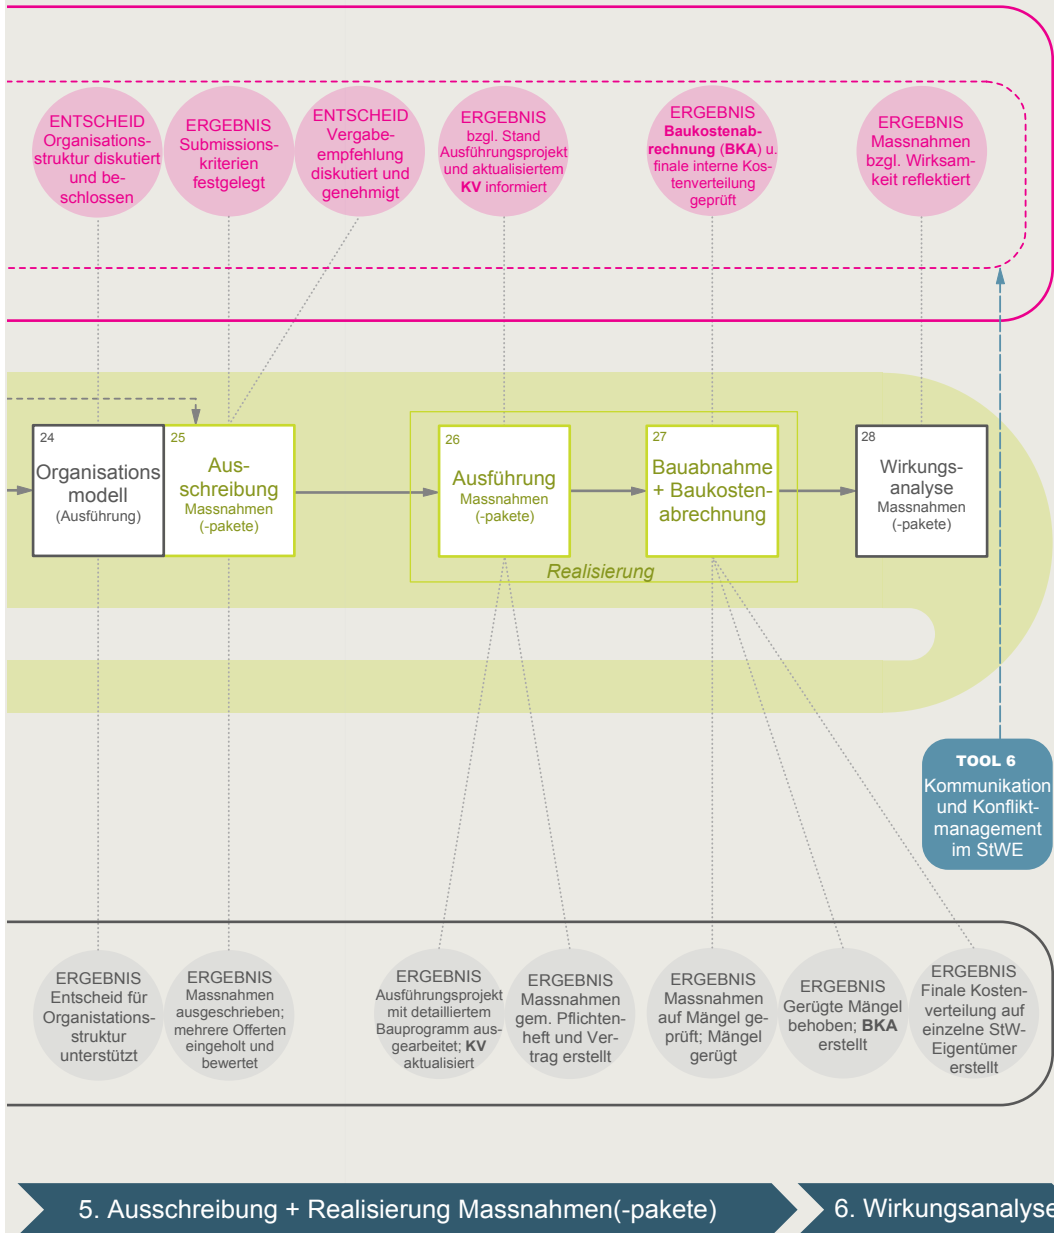 ENTSCHEID
Organisations-
struktur diskutiert
und be-
schlossen
ERGEBNIS
Submissions-
kriterien
festgelegt
ENTSCHEID
Vergabe-
empfehlung
diskutiert und
genehmigt
ERGEBNIS
bzgl. Stand
Ausführungsprojekt
und aktualisiertem
KV informiert
ERGEBNIS
Baukostenab-
rechnung (BKA) u.
finale interne Kos-
tenverteilung
geprüft
ERGEBNIS
Massnahmen
bzgl. Wirksam-
keit reflektiert
24
Organisations
modell
(Ausführung)
25
Aus-
schreibung
Massnahmen
(-pakete)
26
Ausführung
Massnahmen
(-pakete)
27
Bauabnahme
+ Baukosten-
abrechnung
28
Wirkungs-
analyse
Massnahmen
(-pakete)
Realisierung
TOOL 6
Kommunikation
und Konflikt-
management
im StWE
ERGEBNIS
Entscheid für
Organistations-
struktur
unterstützt
ERGEBNIS
Massnahmen
ausgeschrieben;
mehrere Offerten
eingeholt und
bewertet
ERGEBNIS
Ausführungsprojekt
mit detailliertem
Bauprogramm aus-
gearbeitet; KV
aktualisiert
ERGEBNIS
Massnahmen
gem. Pflichten-
heft und Ver-
trag erstellt
ERGEBNIS
Massnahmen
auf Mängel ge-
prüft; Mängel
gerügt
ERGEBNIS
Gerügte Mängel
behoben; BKA
erstellt
ERGEBNIS
Finale Kosten-
verteilung auf
einzelne StW-
Eigentümer
erstellt
5. Ausschreibung + Realisierung Massnahmen(-pakete)
6. Wirkungsanalyse